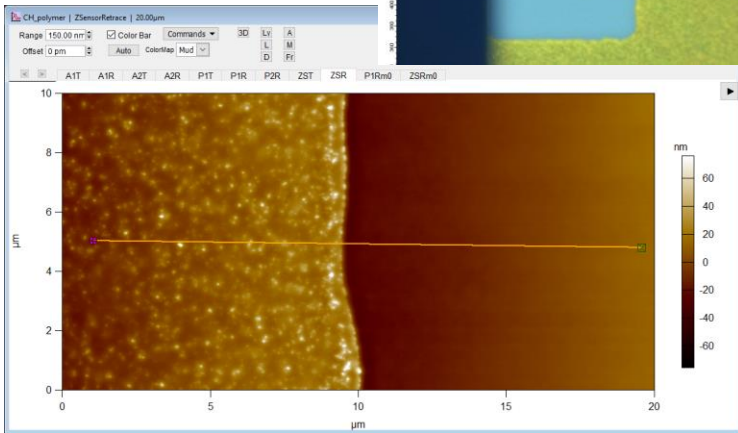 CH_polymer | ZSensorRetrace | 20.00µm
Range 150.00 nm Color Bar Commands 3D Lv A
L M
Offset 0 pm Auto ColorMap Mud D Fr
A1T A1R A2T A2R P1T P1R P2R ZST ZSR P1Rm0 ZSRm0
10
8
6
4
2
0
µm
0 5 10 15 20
µm
nm
60
40
20
0
-20
-40
-60